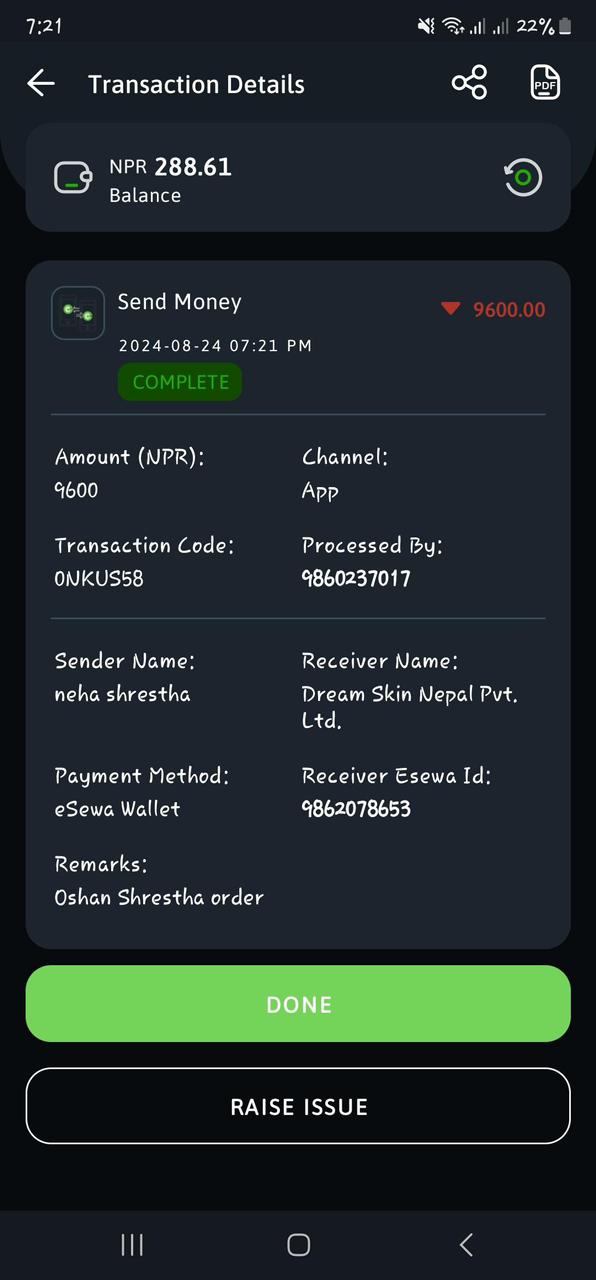 7:21
22%
Transaction Details
PDF
NPR 288.61
Balance
Send Money
9600.00
2024-08-24 07:21 PM
COMPLETE
Amount (NPR):
9600
Channel:
App
Transaction Code:
0NKUS58
Processed By:
9860237017
Sender Name:
neha shrestha
Receiver Name:
Dream Skin Nepal Pvt.
Ltd.
Payment Method:
eSewa Wallet
Receiver Esewa Id:
9862078653
Remarks:
Oshan Shrestha order
DONE
RAISE ISSUE